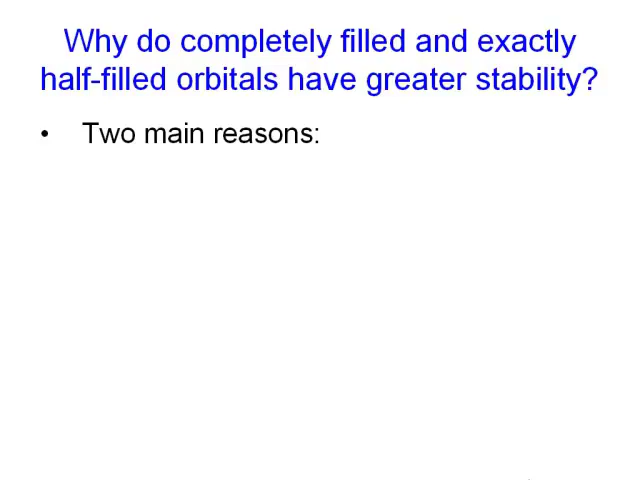 Why do completely filled and exactly
half-filled orbitals have greater stability?
• Two main reasons: